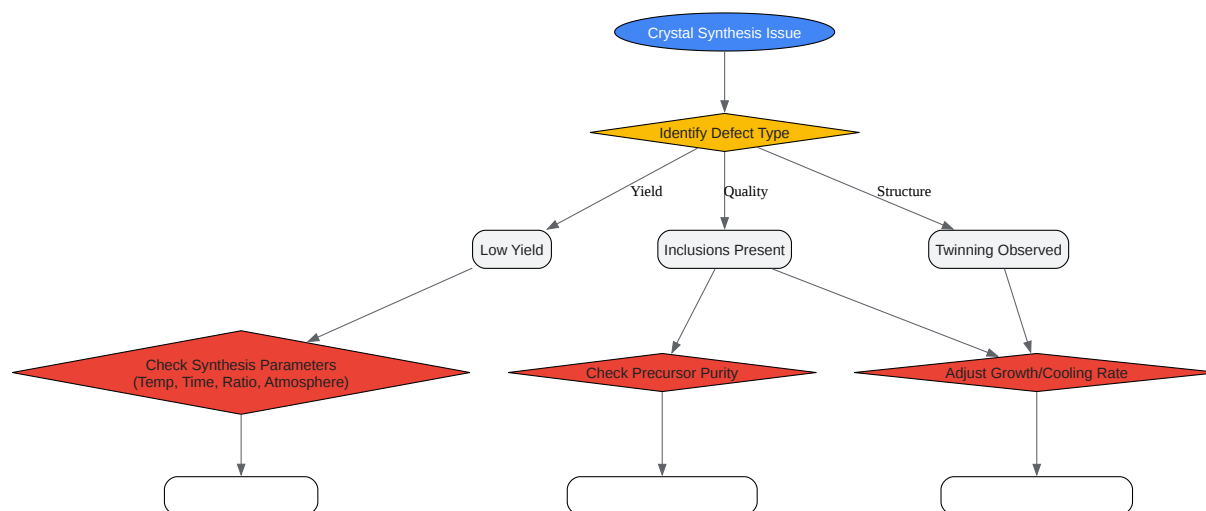 Crystal Synthesis Issue
Identify Defect Type
Yield
Quality
Structure
Low Yield
Inclusions Present
Twinning Observed
Check Synthesis Parameters
(Temp, Time, Ratio, Atmosphere)
Check Precursor Purity
Adjust Growth/Cooling Rate